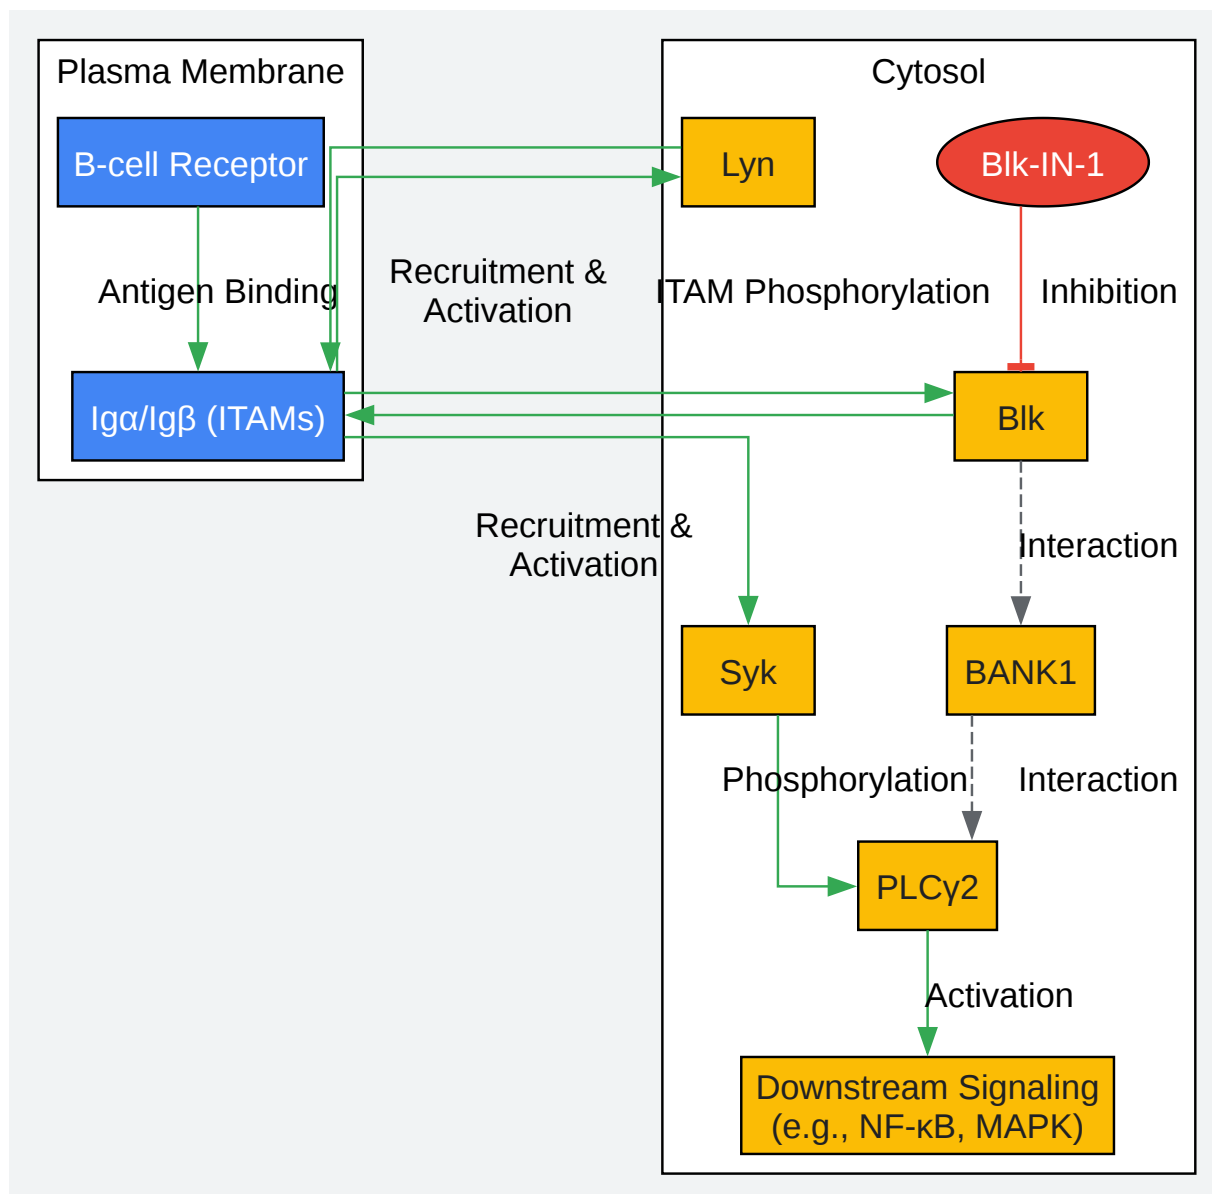 Plasma Membrane
Cytosol
B-cell Receptor
Lyn
Blk-IN-1
Antigen Binding
Recruitment &
Activation
ITAM Phosphorylation
Inhibition
Igα/Igβ (ITAMs)
Blk
Recruitment &
Activation
Interaction
Syk
BANK1
Phosphorylation
Interaction
PLCγ2
Activation
Downstream Signaling
(e.g., NF-κB, MAPK)